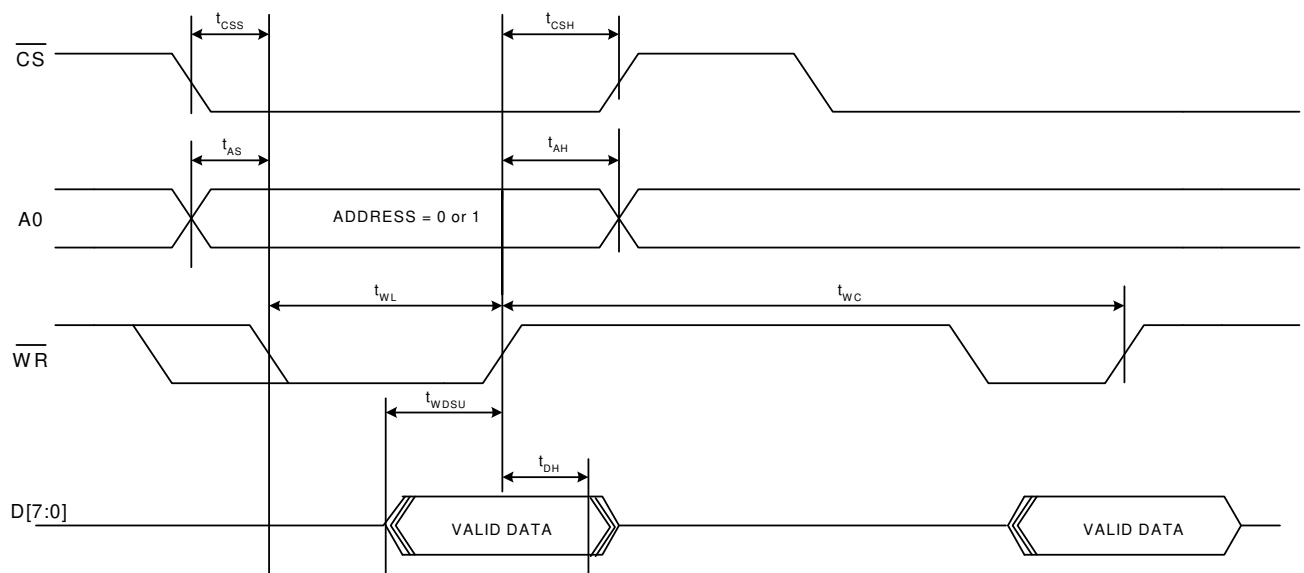 tCSS
tCSH
CS
tAS
tAH
A0
ADDRESS = 0 or 1
tWL
tWC
WR
tWDSU
tDH
D[7:0]
VALID DATA
VALID DATA